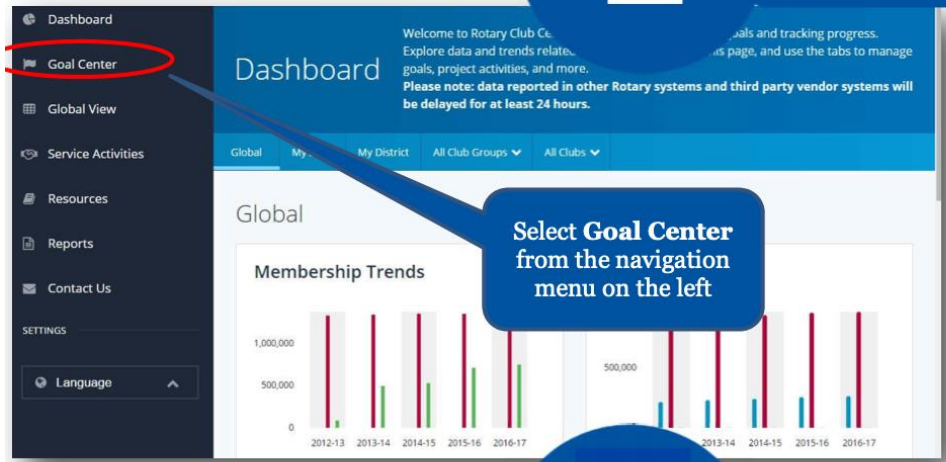 Dashboard
Goal Center
Global View
Service Activities
Resources
Reports
Contact Us
SETTINGS
Language
Dashboard
Welcome to Rotary Club
and tracking progress.
Explore data and trends
page, and use the tabs to manage
goals, project activities, and more.
Please note: data reported in other Rotary systems and third party vendor systems will
be delayed for at least 24 hours.
Global My District All Club Groups All Clubs
Global
Select Goal Center
from the navigation
menu on the left
Membership Trends
1,000,000
500,000
0
2012-13 2013-14 2014-15 2015-16 2016-17
500,000
2013-14 2014-15 2015-16 2016-17